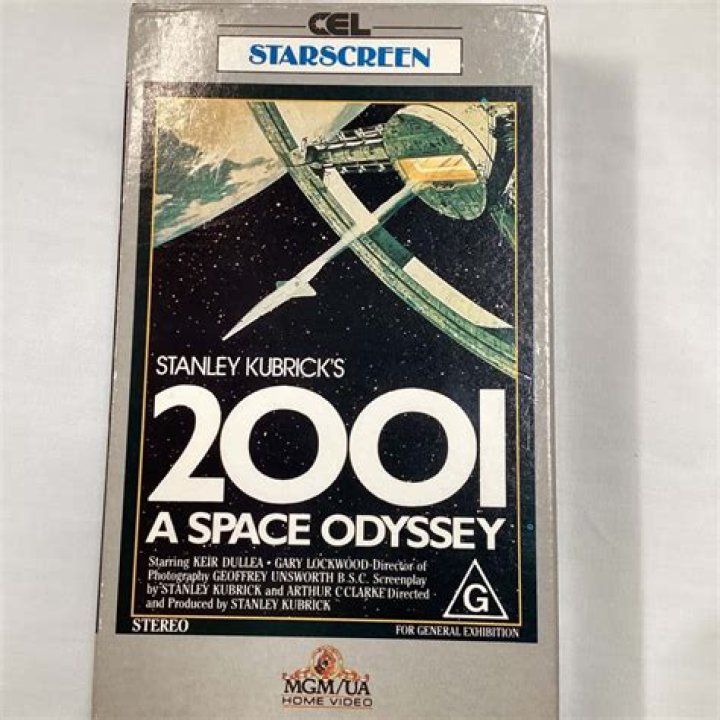 CEL
STARSCREEN
STANLEY KUBRICK'S
2001
A SPACE ODYSSEY
Starring KEIR DULLEA • GARY LOCKWOOD·Director of
Photography GEOFFREY UNSWORTH B.S.C. Screenplay
by STANLEY KUBRICK and ARTHUR C CLARKE Directed
and Produced by STANLEY KUBRICK
G
STEREO
FOR GENERAL EXHIBITION
MGM/UA
HOME VIDEO